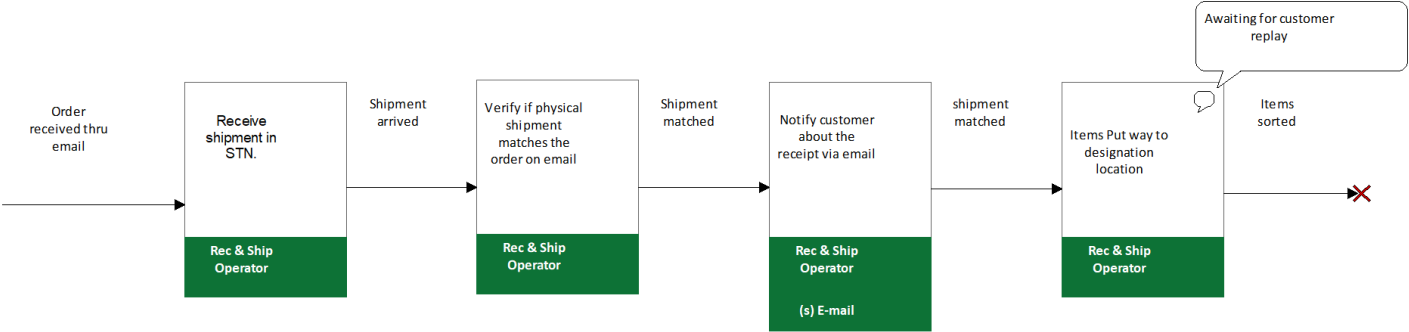 Order
received thru
email
Receive
shipment in
STN.
Rec & Ship
Operator
Shipment
arrived
Verify if physical
shipment
matches the
order on email
Rec & Ship
Operator
Shipment
matched
Notify customer
about the
receipt via email
Rec & Ship
Operator
(s) E-mail
shipment
matched
Items Put way to
designation
location
Rec & Ship
Operator
Awaiting for customer
replay
Items
sorted